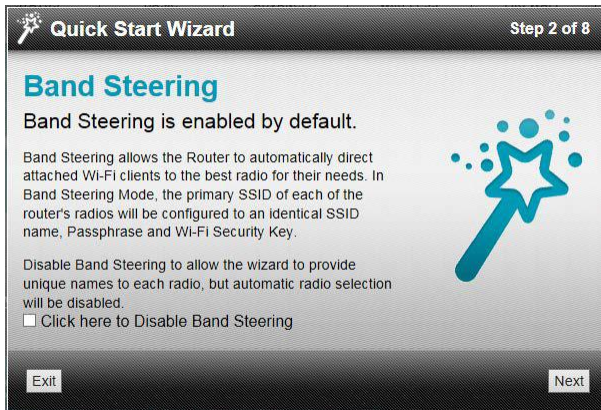 Quick Start Wizard
Step 2 of 8
Band Steering
Band Steering is enabled by default.
Band Steering allows the Router to automatically direct
attached Wi-Fi clients to the best radio for their needs. In
Band Steering Mode, the primary SSID of each of the
router's radios will be configured to an identical SSID
name, Passphrase and Wi-Fi Security Key.
Disable Band Steering to allow the wizard to provide
unique names to each radio, but automatic radio selection
will be disabled.
Click here to Disable Band Steering
Exit
Next